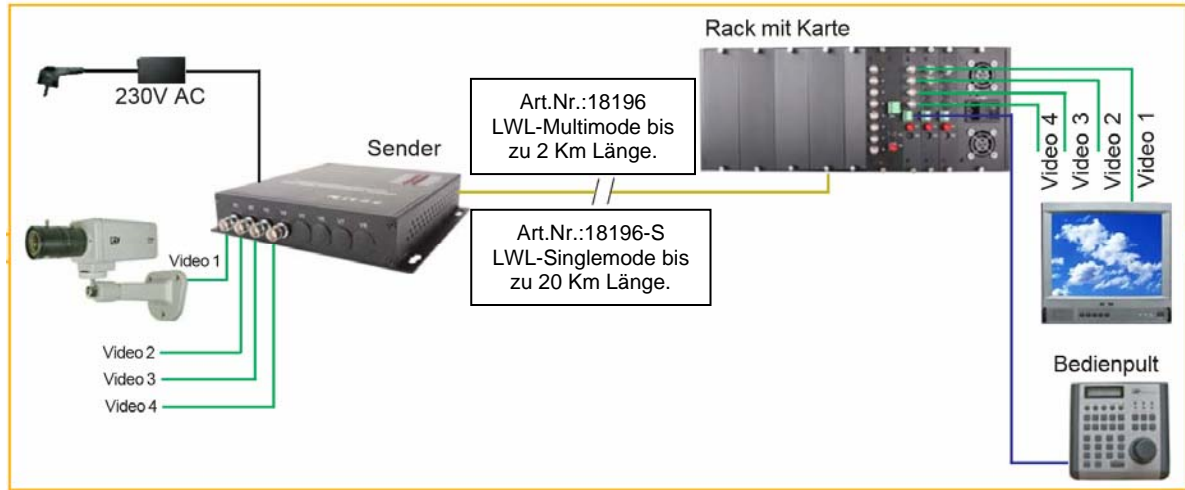 Rack mit Karte
230V AC
Art.Nr.:18196
LWL-Multimode bis
zu 2 Km Länge.
Sender
Art.Nr.:18196-S
LWL-Singlemode bis
zu 20 Km Länge.
Video 4
Video 3
Video 2
Video 1
Video 1
Video 2
Video 3
Video 4
Bedienpult